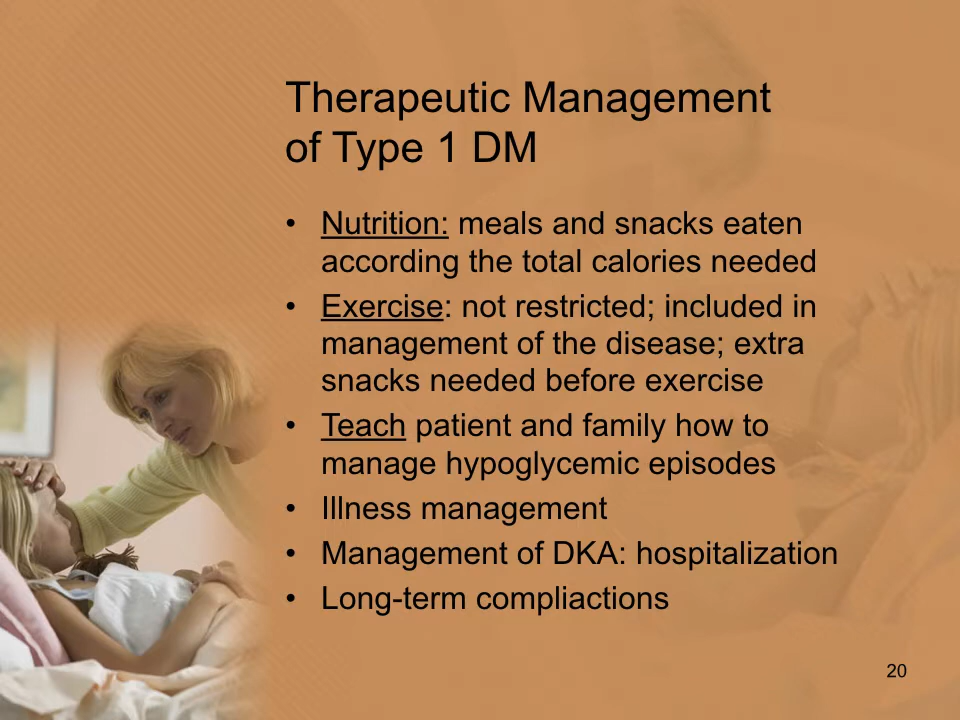 Therapeutic Management
of Type 1 DM
• Nutrition: meals and snacks eaten
according the total calories needed
• Exercise: not restricted; included in
management of the disease; extra
snacks needed before exercise
• Teach patient and family how to
manage hypoglycemic episodes
• Illness management
• Management of DKA: hospitalization
• Long-term compliactions
20